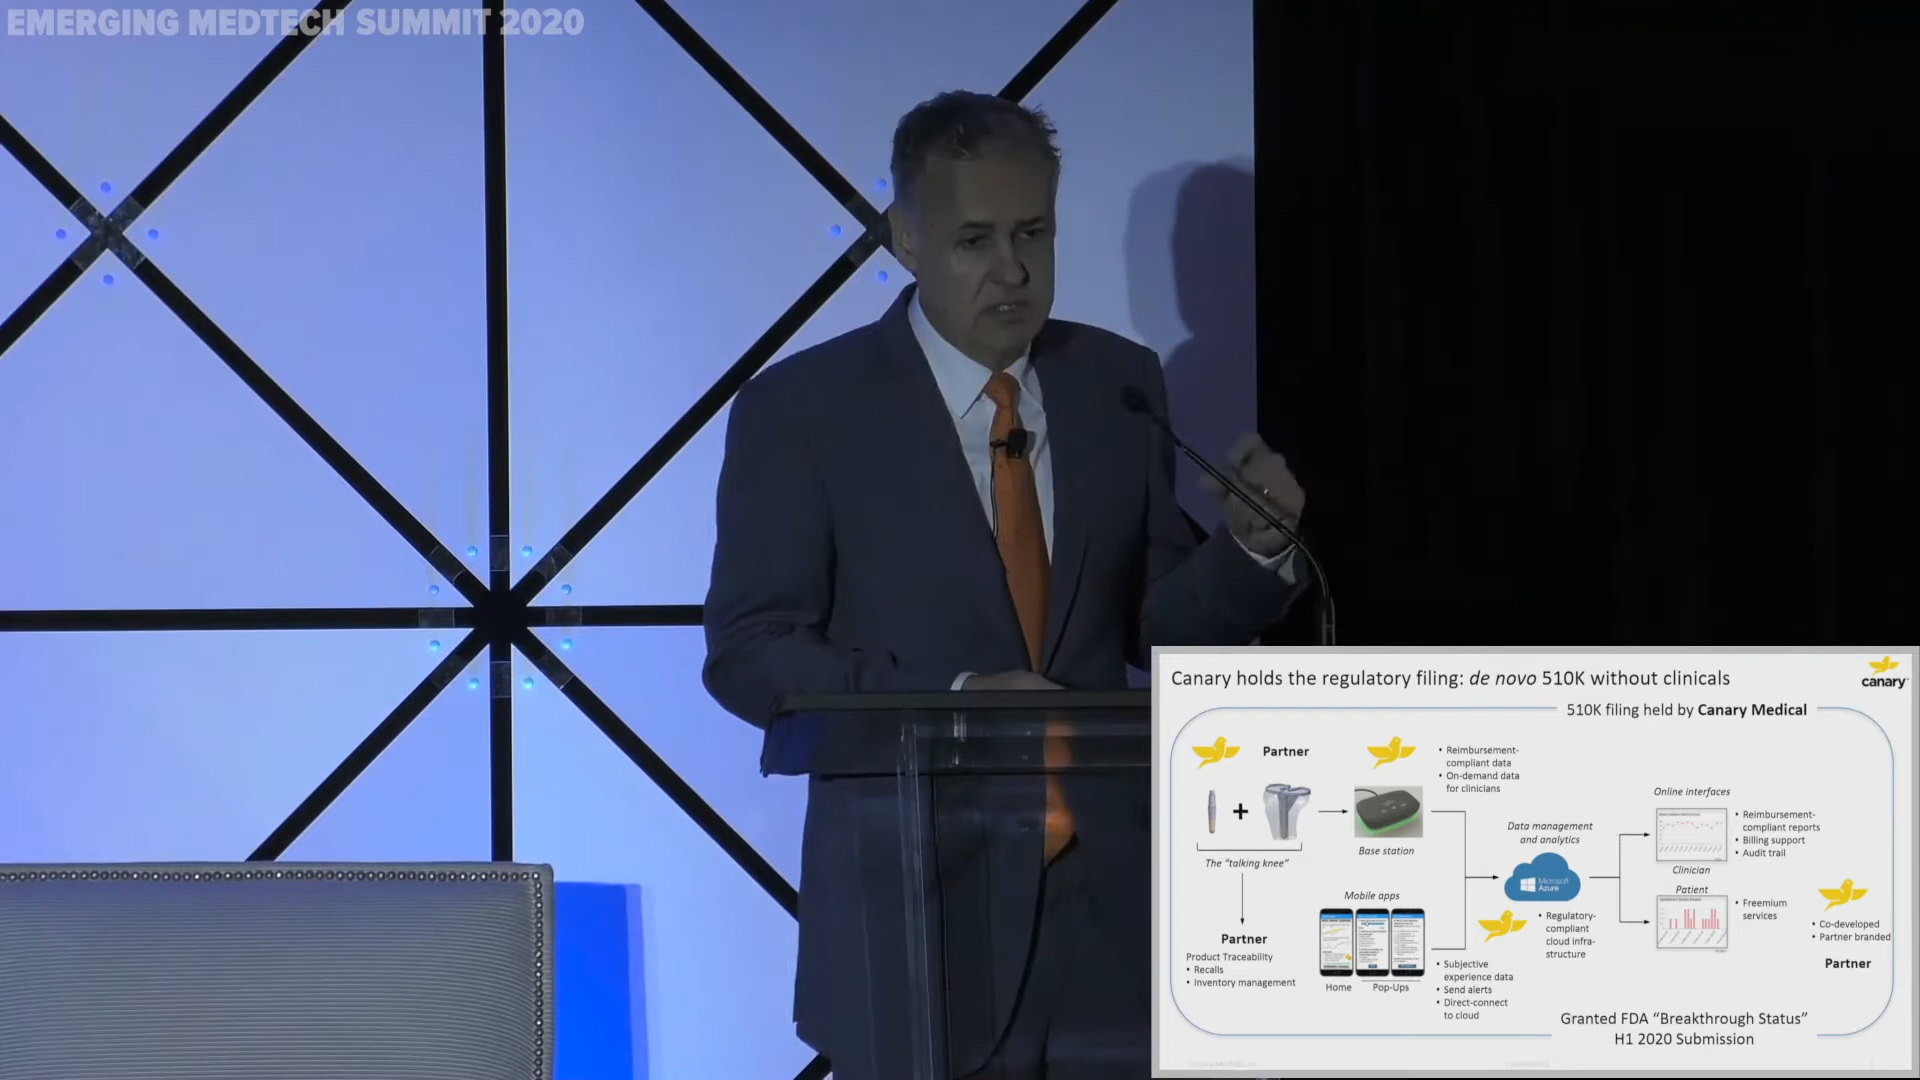 EMERGING MEDTECH SUMMIT 2020
Canary holds the regulatory filing: de novo 510K without clinicals
canary
510K filing held by Canary Medical
Partner
• Reimbursement-
compliant data
• On-demand data
for clinicians
+
The "talking knee"
Base station
Data management
and analytics
Microsoft
Azure
Online interfaces
• Reimbursement-
compliant reports
• Billing support
• Audit trail
Clinician
Patient
• Freemium
services
Mobile apps
Home
Pop-Ups
• Regulatory-
compliant
cloud infra-
structure
• Subjective
experience data
• Send alerts
• Direct-connect
to cloud
Partner
Product Traceability
• Recalls
• Inventory management
• Co-developed
• Partner branded
Partner
Granted FDA “Breakthrough Status”
H1 2020 Submission